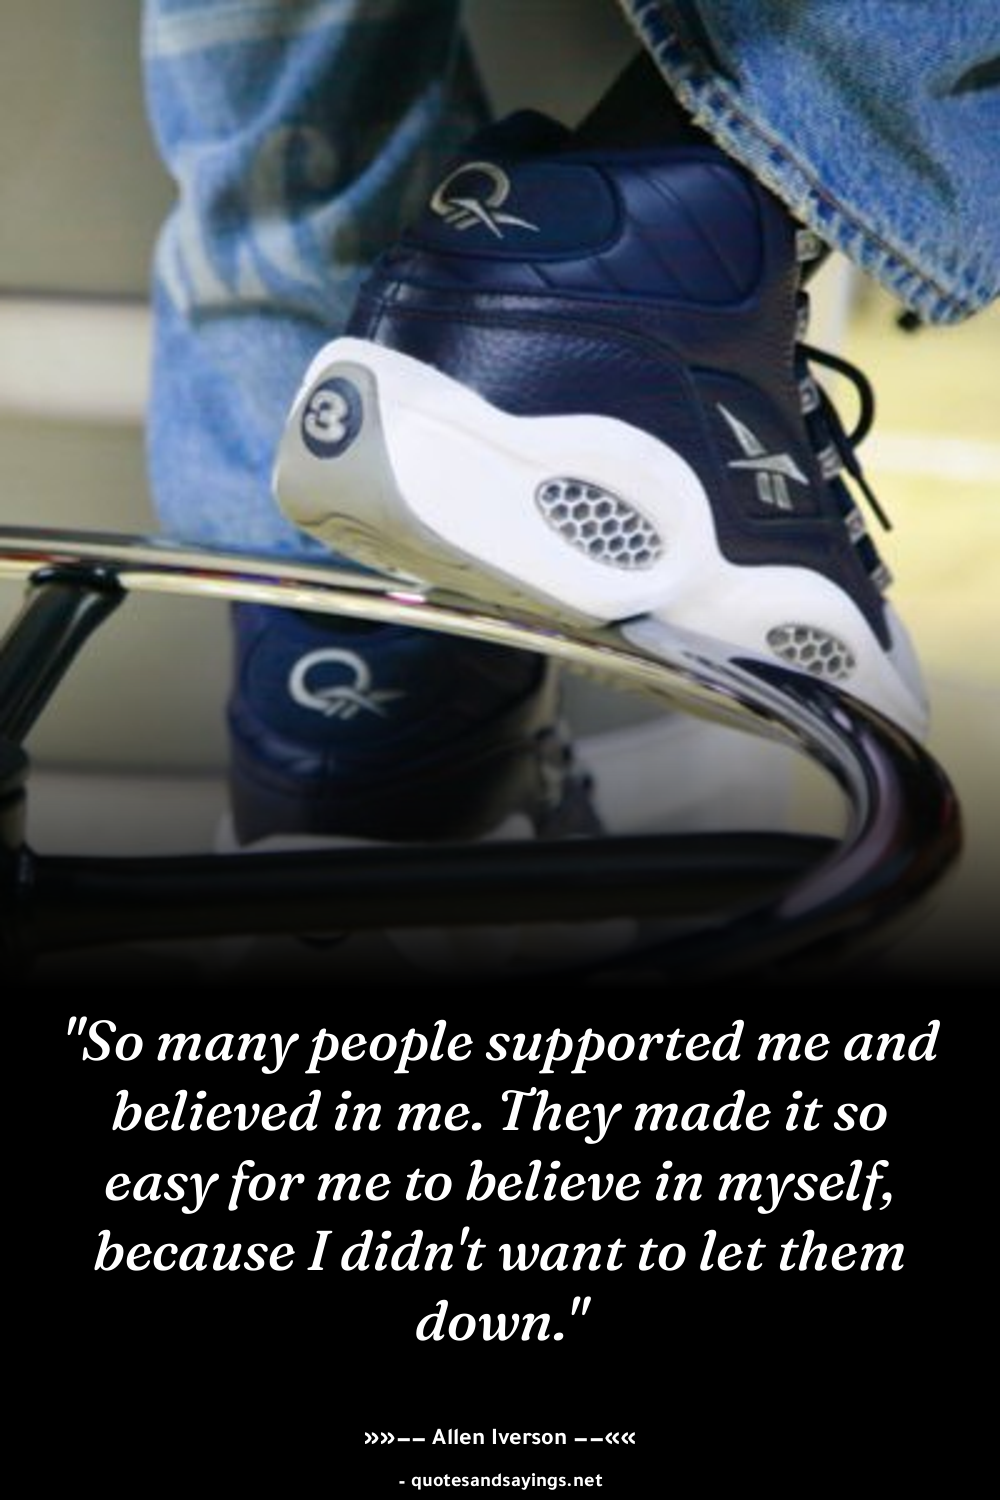 3
"So many people supported me and
believed in me. They made it so
easy for me to believe in myself,
because I didn't want to let them
down."
»»–– Allen Iverson ––««
- quotesandsayings.net